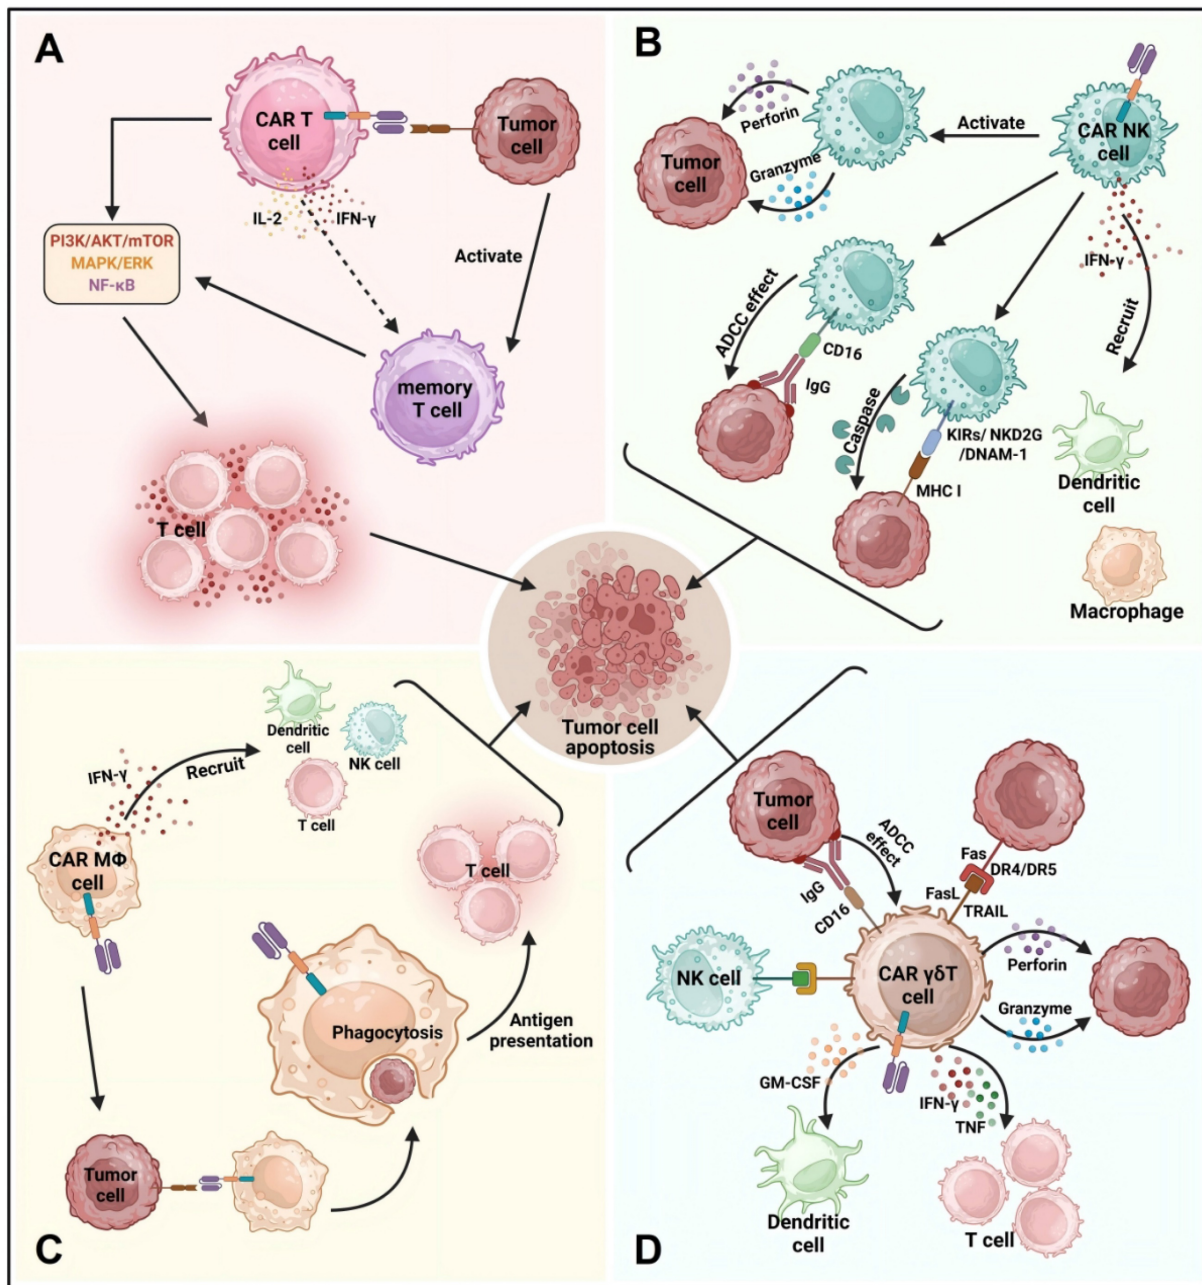 A
CAR T
cell
Tumor
cell
IL-2
IFN-γ
PI3K/AKT/mTOR
MAPK/ERK
NF-κB
Activate
memory
T cell
T cell
B
Perforin
Tumor
cell
Granzyme
Activate
CAR NK
cell
IFN-γ
Recruit
ADCC effect
CD16
IgG
Caspase
KIRs/ NKD2G
/DNAM-1
MHC I
Dendritic
cell
Macrophage
Tumor cell
apoptosis
IFN-γ
Recruit
Dendritic
cell
NK cell
T cell
CAR MΦ
cell
T cell
Phagocytosis
Antigen
presentation
Tumor
cell
C
Tumor
cell
ADCC
effect
IgG
CD16
Fas
DR4/DR5
FasL
TRAIL
NK cell
CAR γδT
cell
Perforin
Granzyme
GM-CSF
IFN-γ
TNF
Dendritic
cell
T cell
D